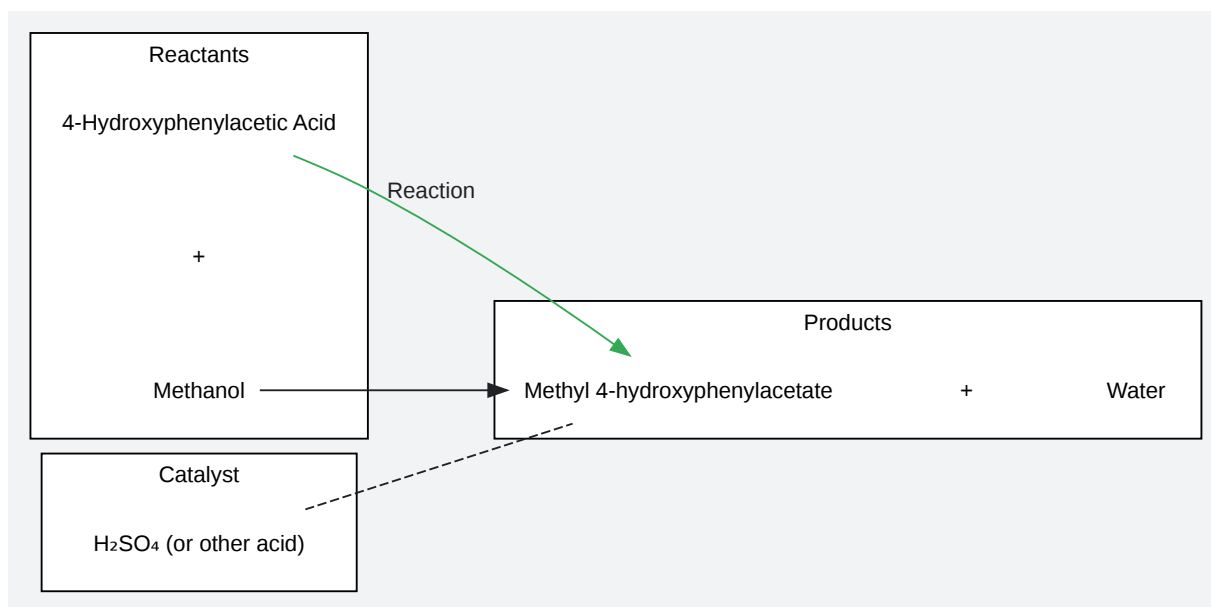 Reactants
4-Hydroxyphenylacetic Acid
+
Methanol
Reaction
Products
Methyl 4-hydroxyphenylacetate + Water
Catalyst
H₂SO₄ (or other acid)